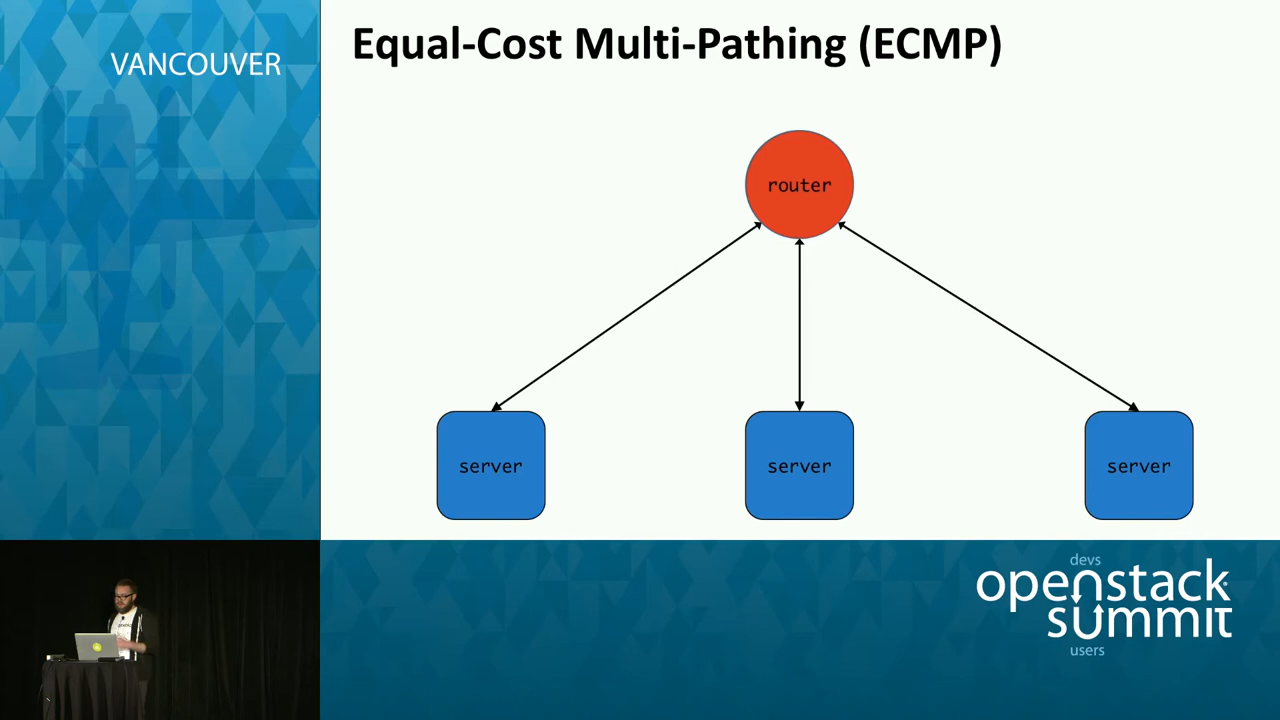 VANCOUVER
Equal-Cost Multi-Pathing (ECMP)
router
server server server
devs
openstack
summit
users